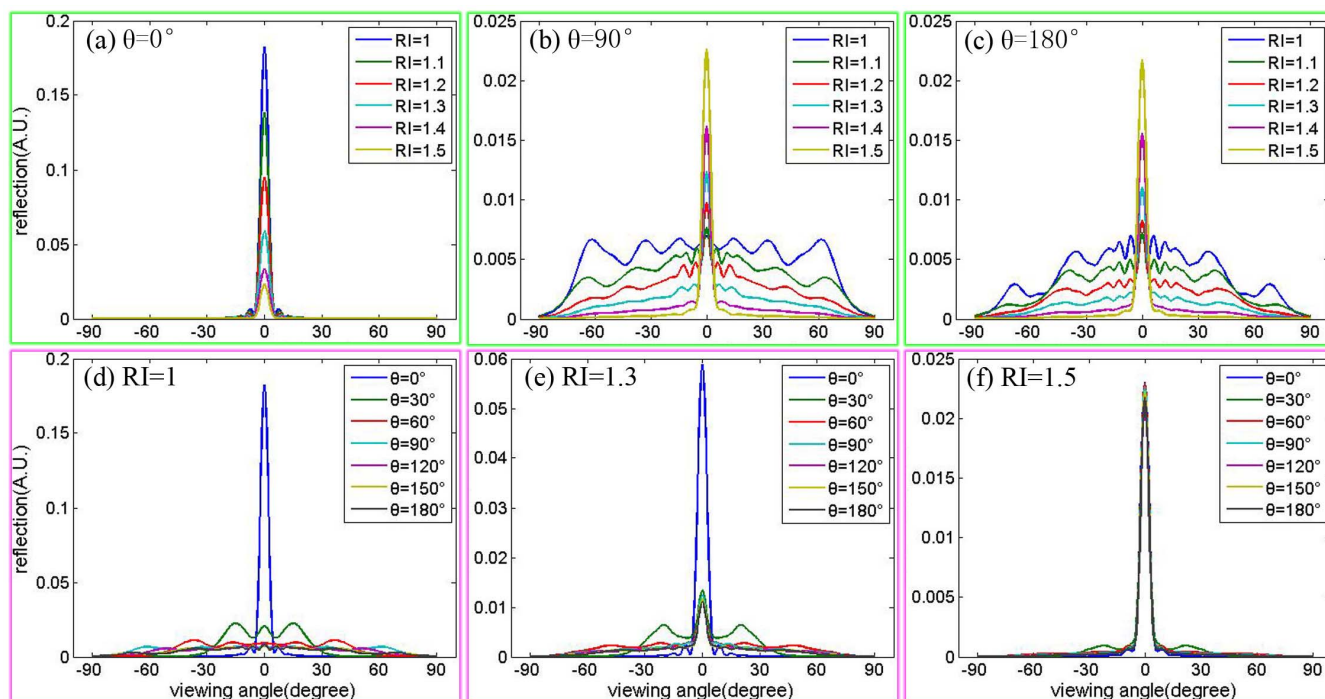 (a) θ=0°
0.2
0.15
0.1
0.05
0
reflection(A.U.)
-90 -60 -30 0 30 60 90
RI=1
RI=1.1
RI=1.2
RI=1.3
RI=1.4
RI=1.5
(b) θ=90°
0.025
0.02
0.015
0.01
0.005
0
-90 -60 -30 0 30 60 90
RI=1
RI=1.1
RI=1.2
RI=1.3
RI=1.4
RI=1.5
(c) θ=180°
0.025
0.02
0.015
0.01
0.005
0
-90 -60 -30 0 30 60 90
RI=1
RI=1.1
RI=1.2
RI=1.3
RI=1.4
RI=1.5
(d) RI=1
0.2
0.15
0.1
0.05
0
reflection(A.U.)
-90 -60 -30 0 30 60 90
viewing angle(degree)
θ=0°
θ=30°
θ=60°
θ=90°
θ=120°
θ=150°
θ=180°
(e) RI=1.3
0.06
0.05
0.04
0.03
0.02
0.01
0
-90 -60 -30 0 30 60 90
viewing angle(degree)
θ=0°
θ=30°
θ=60°
θ=90°
θ=120°
θ=150°
θ=180°
(f) RI=1.5
0.025
0.02
0.015
0.01
0.005
0
-90 -60 -30 0 30 60 90
viewing angle(degree)
θ=0°
θ=30°
θ=60°
θ=90°
θ=120°
θ=150°
θ=180°